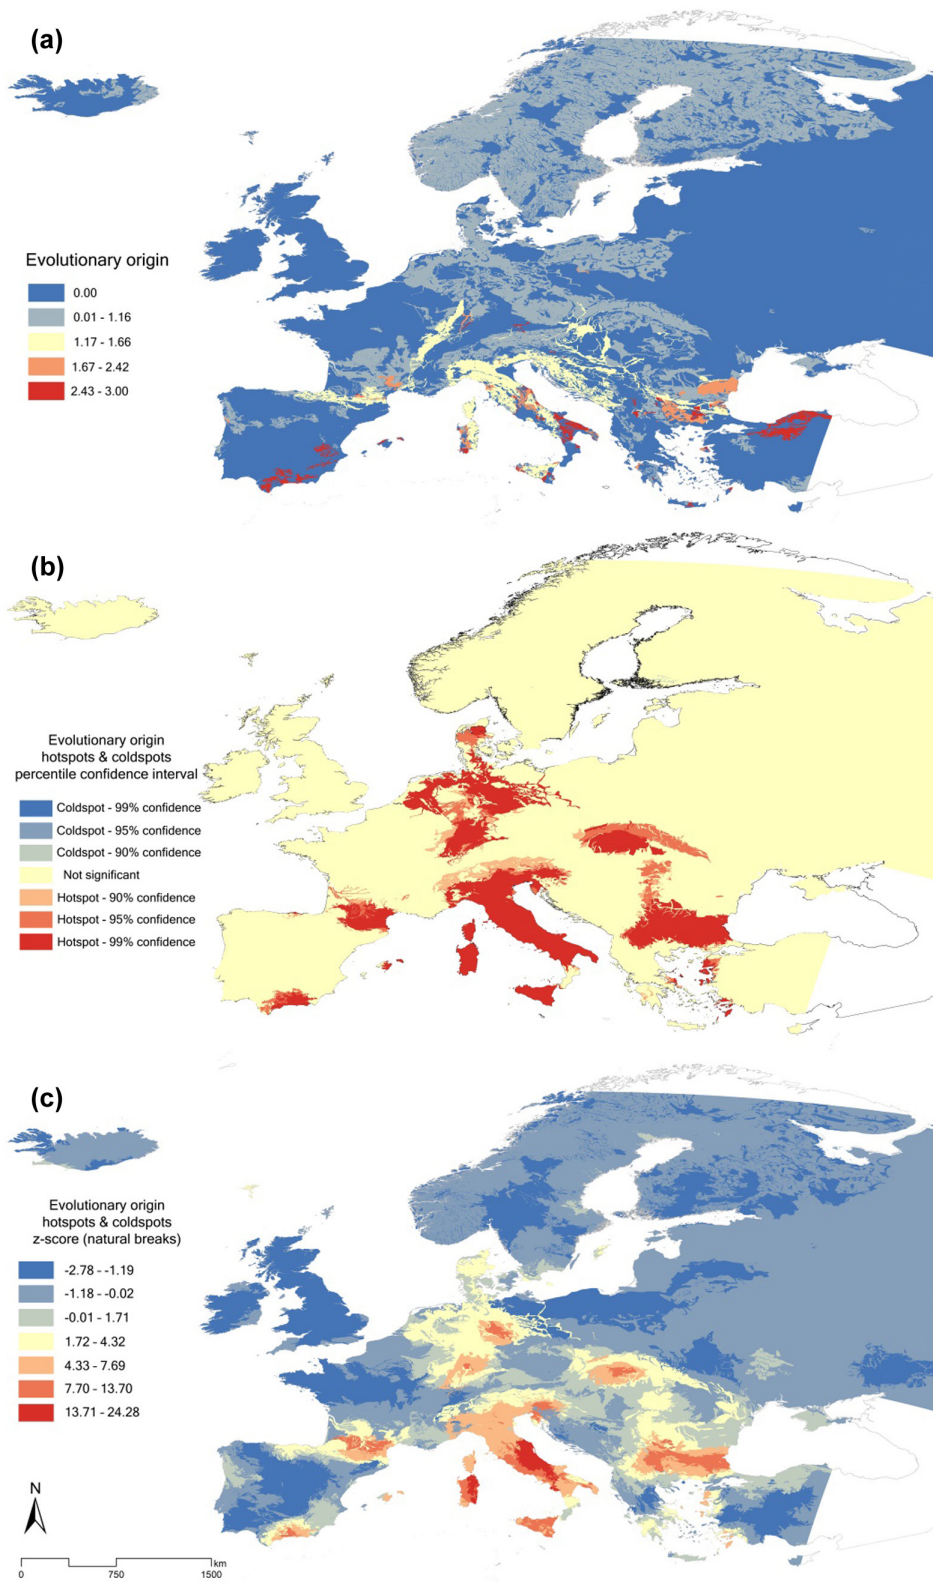 (a)
Evolutionary origin
0.00
0.01 - 1.16
1.17 - 1.66
1.67 - 2.42
2.43 - 3.00
(b)
Evolutionary origin
hotspots & coldspots
percentile confidence interval
Coldspot - 99% confidence
Coldspot - 95% confidence
Coldspot - 90% confidence
Not significant
Hotspot - 90% confidence
Hotspot - 95% confidence
Hotspot - 99% confidence
(c)
Evolutionary origin
hotspots & coldspots
z-score (natural breaks)
-2.78 - -1.19
-1.18 - -0.02
-0.01 - 1.71
1.72 - 4.32
4.33 - 7.69
7.70 - 13.70
13.71 - 24.28
N
km
0 750 1500